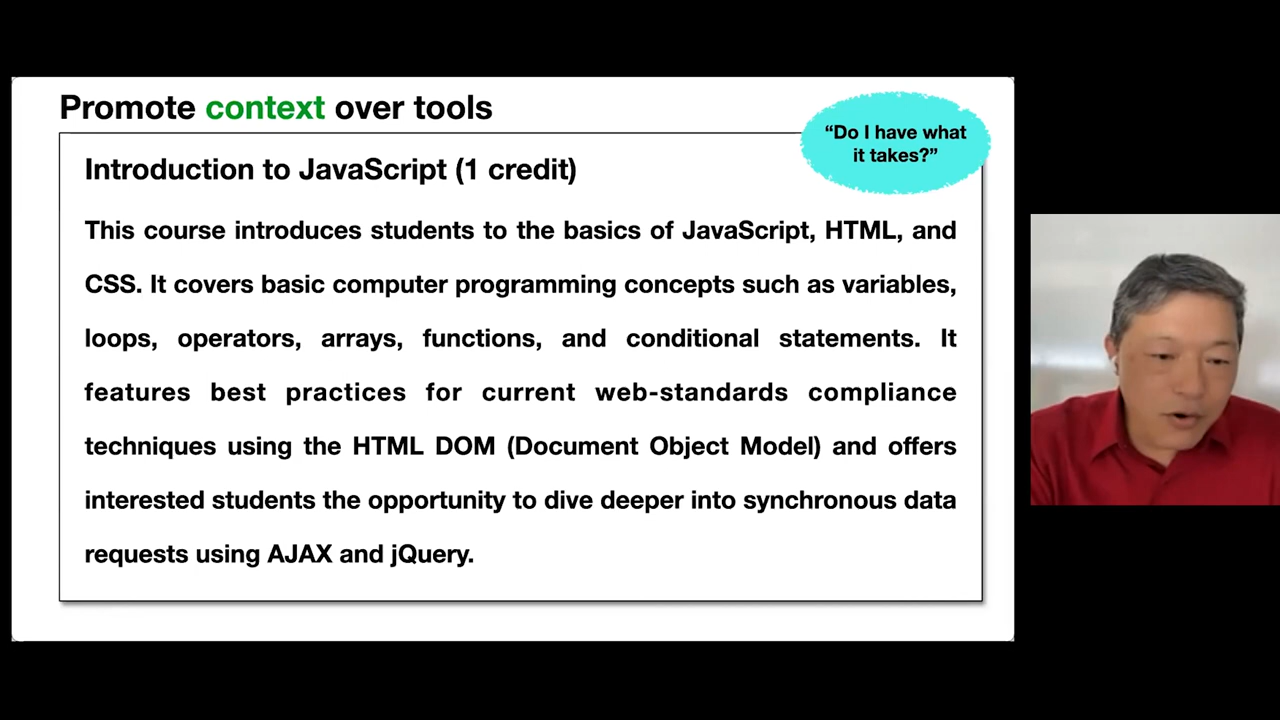 Promote context over tools
“Do I have what
it takes?”
Introduction to JavaScript (1 credit)
This course introduces students to the basics of JavaScript, HTML, and
CSS. It covers basic computer programming concepts such as variables,
loops, operators, arrays, functions, and conditional statements. It
features best practices for current web-standards compliance
techniques using the HTML DOM (Document Object Model) and offers
interested students the opportunity to dive deeper into synchronous data
requests using AJAX and jQuery.